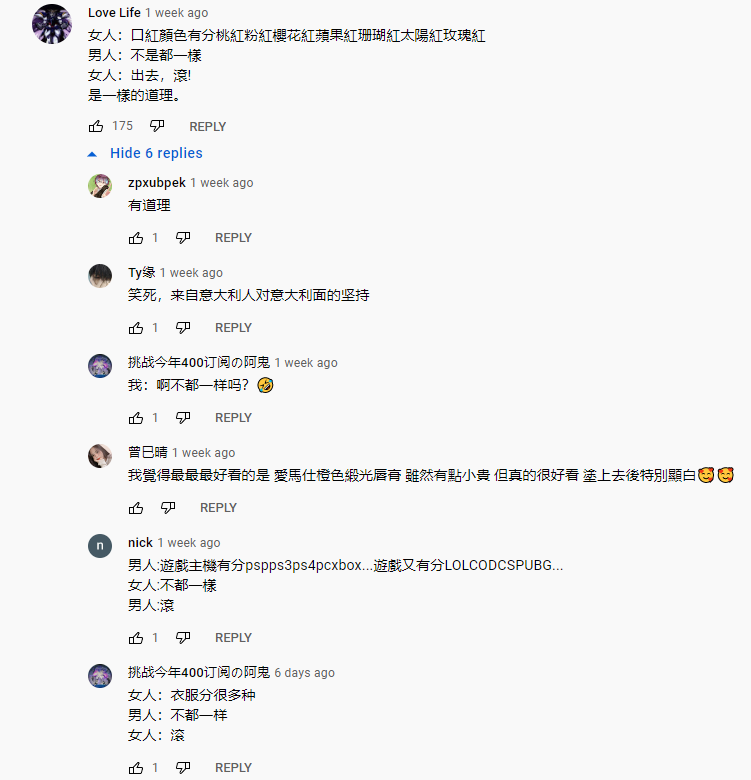 Love Life 1 week ago
女人：口紅顏色有分桃紅粉紅櫻花紅蘋果紅珊瑚紅太陽紅玫瑰紅
男人：不是都一樣
女人：出去，滾!
是一樣的道理。
175 REPLY
Hide 6 replies
zpxubpek 1 week ago
有道理
1 REPLY
Ty缘 1 week ago
笑死，来自意大利人对意大利面的坚持
1 REPLY
挑战今年400订阅の阿鬼 1 week ago
我：啊不都一样吗？🤣
1 REPLY
曾巳晴 1 week ago
我覺得最最最好看的是 愛馬仕橙色緞光唇膏 雖然有點小貴 但真的很好看 塗上去後特別顯白🥰🥰
REPLY
n
nick 1 week ago
男人:遊戲主機有分pspps3ps4pcxbox...遊戲又有分LOLCODCSPUBG...
女人:不都一樣
男人:滾
1 REPLY
挑战今年400订阅の阿鬼 6 days ago
女人：衣服分很多种
男人：不都一样
女人：滚
1 REPLY